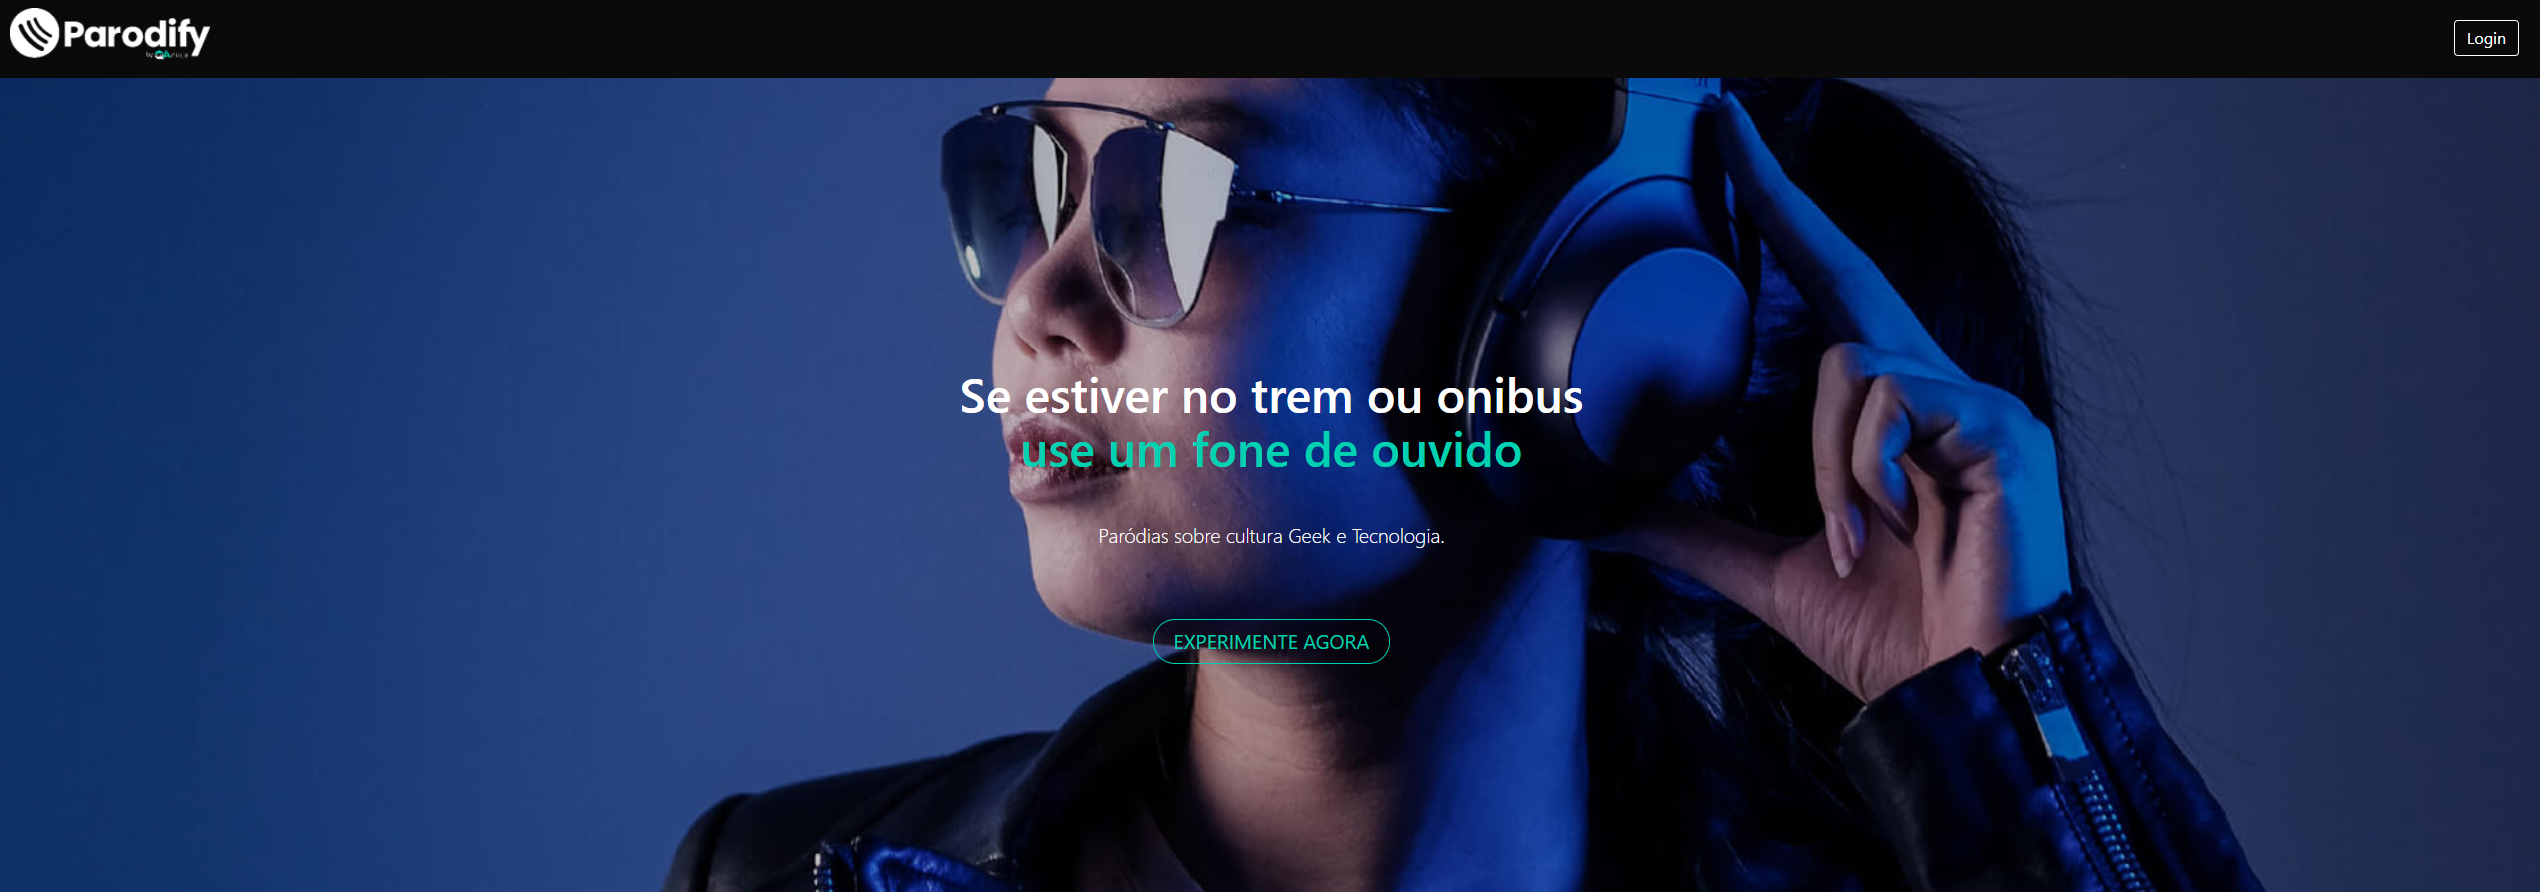 Parodify
by QAninja
Login
Se estiver no trem ou onibus
use um fone de ouvido
Paródias sobre cultura Geek e Tecnologia.
EXPERIMENTE AGORA